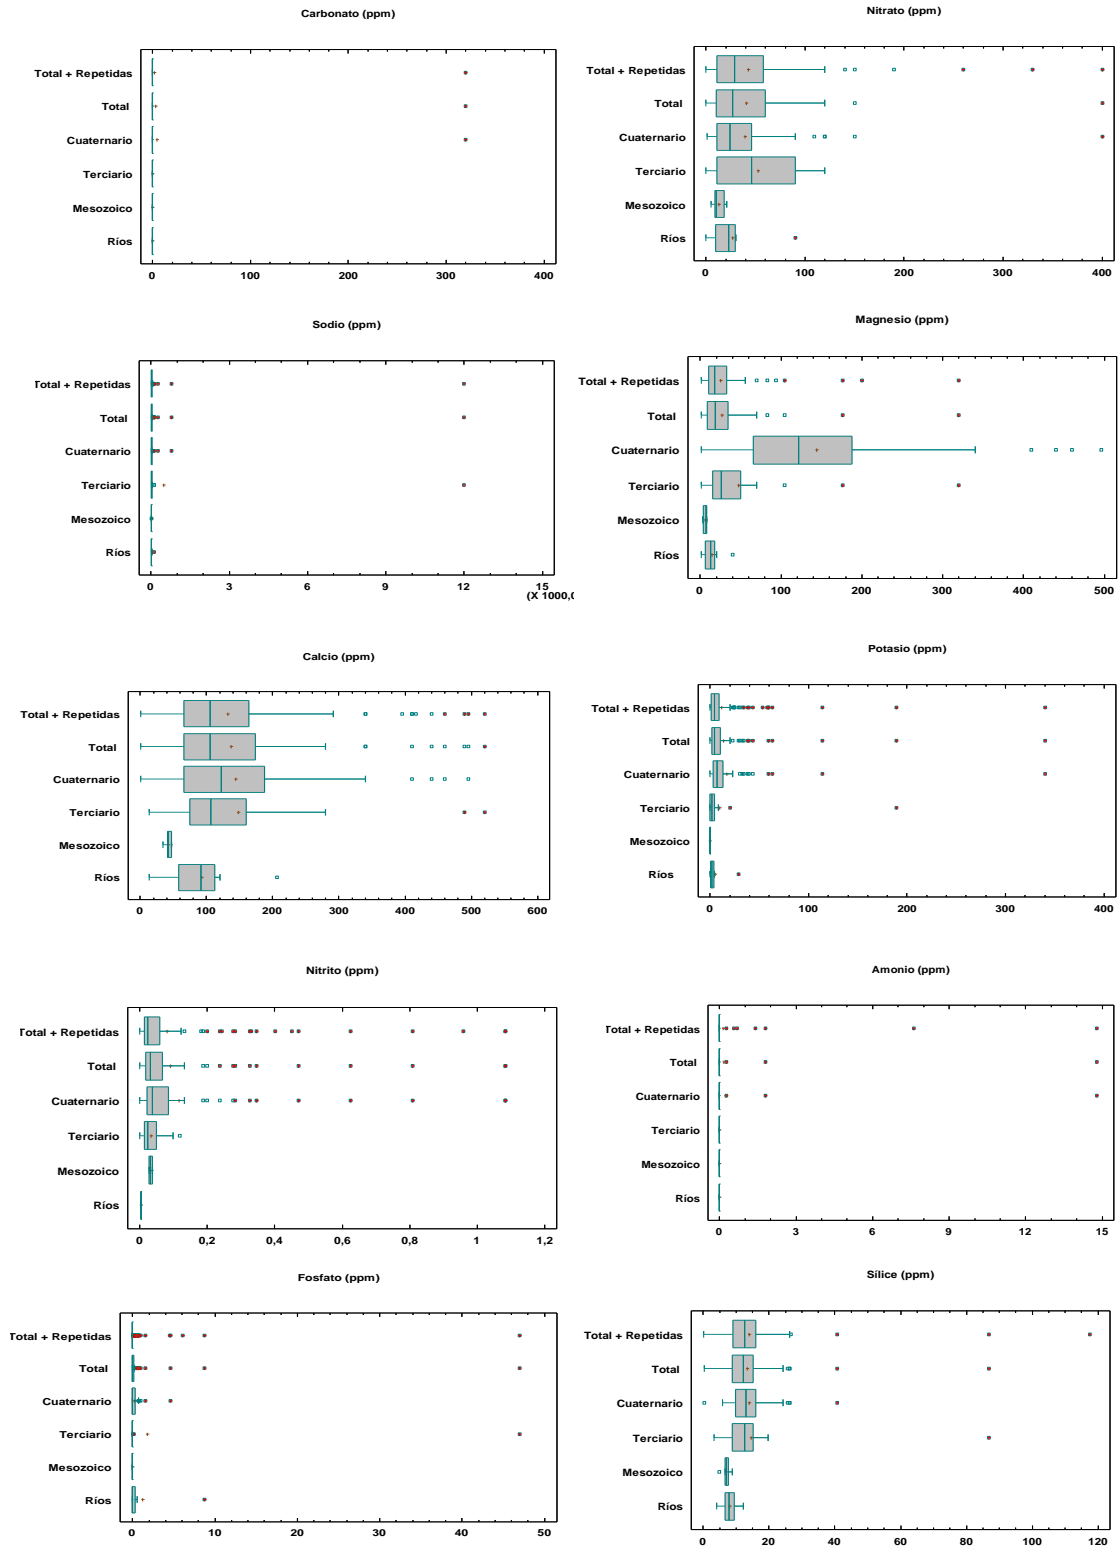 Carbonato (ppm)
Total + Repetidas
Total
Cuaternario
Terciario
Mesozoico
Ríos
0 100 200 300 400
Nitrato (ppm)
Total + Repetidas
Total
Cuaternario
Terciario
Mesozoico
Ríos
0 100 200 300 400
Sodio (ppm)
Total + Repetidas
Total
Cuaternario
Terciario
Mesozoico
Ríos
0 3 6 9 12 15
(X 1000,0
Magnesio (ppm)
Total + Repetidas
Total
Cuaternario
Terciario
Mesozoico
Ríos
0 100 200 300 400 500
Calcio (ppm)
Total + Repetidas
Total
Cuaternario
Terciario
Mesozoico
Ríos
0 100 200 300 400 500 600
Potasio (ppm)
Total + Repetidas
Total
Cuaternario
Terciario
Mesozoico
Ríos
0 100 200 300 400
Nitrito (ppm)
Total + Repetidas
Total
Cuaternario
Terciario
Mesozoico
Ríos
0 0,2 0,4 0,6 0,8 1 1,2
Amonio (ppm)
Total + Repetidas
Total
Cuaternario
Terciario
Mesozoico
Ríos
0 3 6 9 12 15
Fosfato (ppm)
Total + Repetidas
Total
Cuaternario
Terciario
Mesozoico
Ríos
0 10 20 30 40 50
Sílice (ppm)
Total + Repetidas
Total
Cuaternario
Terciario
Mesozoico
Ríos
0 20 40 60 80 100 120